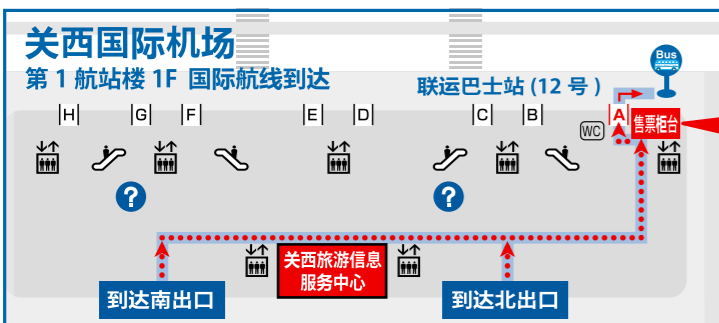 关西国际机场
第 1 航站楼 1F 国际航线到达
Bus
联运巴士站 (12 号 )
H
G
F
E
D
C
B
A
WC
售票柜台
?
?
关西旅游信息
服务中心
到达南出口
到达北出口